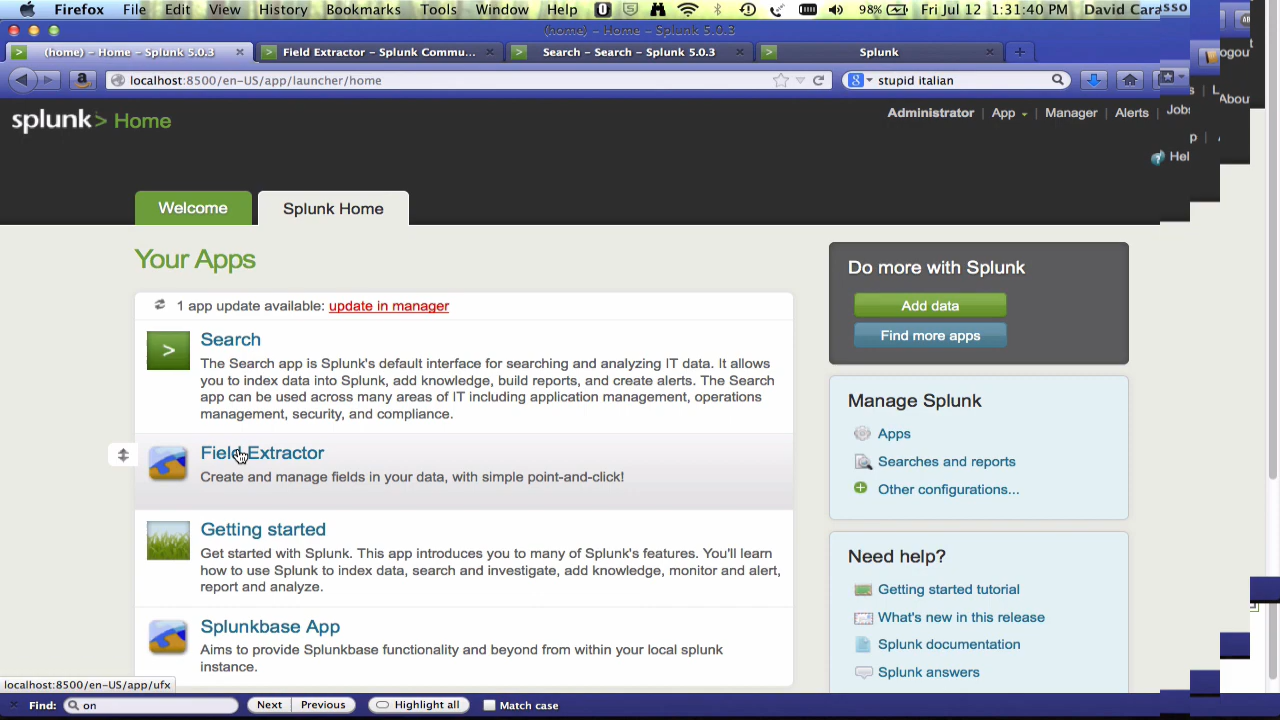 Firefox File Edit View History Bookmarks Tools Window Help 98% Fri Jul 12 1:31:40 PM David Cara
(home) – Home – Splunk 5.0.3
(home) – Home – Splunk 5.0.3 Field Extractor – Splunk Commu... Search – Search – Splunk 5.0.3 Splunk
localhost:8500/en-US/app/launcher/home stupid italian
splunk> Home
Administrator | App | Manager | Alerts | Jobs
Hel
Welcome Splunk Home
Your Apps
1 app update available: update in manager
Search
The Search app is Splunk's default interface for searching and analyzing IT data. It allows
you to index data into Splunk, add knowledge, build reports, and create alerts. The Search
app can be used across many areas of IT including application management, operations
management, security, and compliance.
Field Extractor
Create and manage fields in your data, with simple point-and-click!
Getting started
Get started with Splunk. This app introduces you to many of Splunk's features. You'll learn
how to use Splunk to index data, search and investigate, add knowledge, monitor and alert,
report and analyze.
Splunkbase App
Aims to provide Splunkbase functionality and beyond from within your local splunk
instance.
Do more with Splunk
Add data
Find more apps
Manage Splunk
Apps
Searches and reports
Other configurations...
Need help?
Getting started tutorial
What's new in this release
Splunk documentation
Splunk answers
localhost:8500/en-US/app/ufx
Find: on Next Previous Highlight all Match case